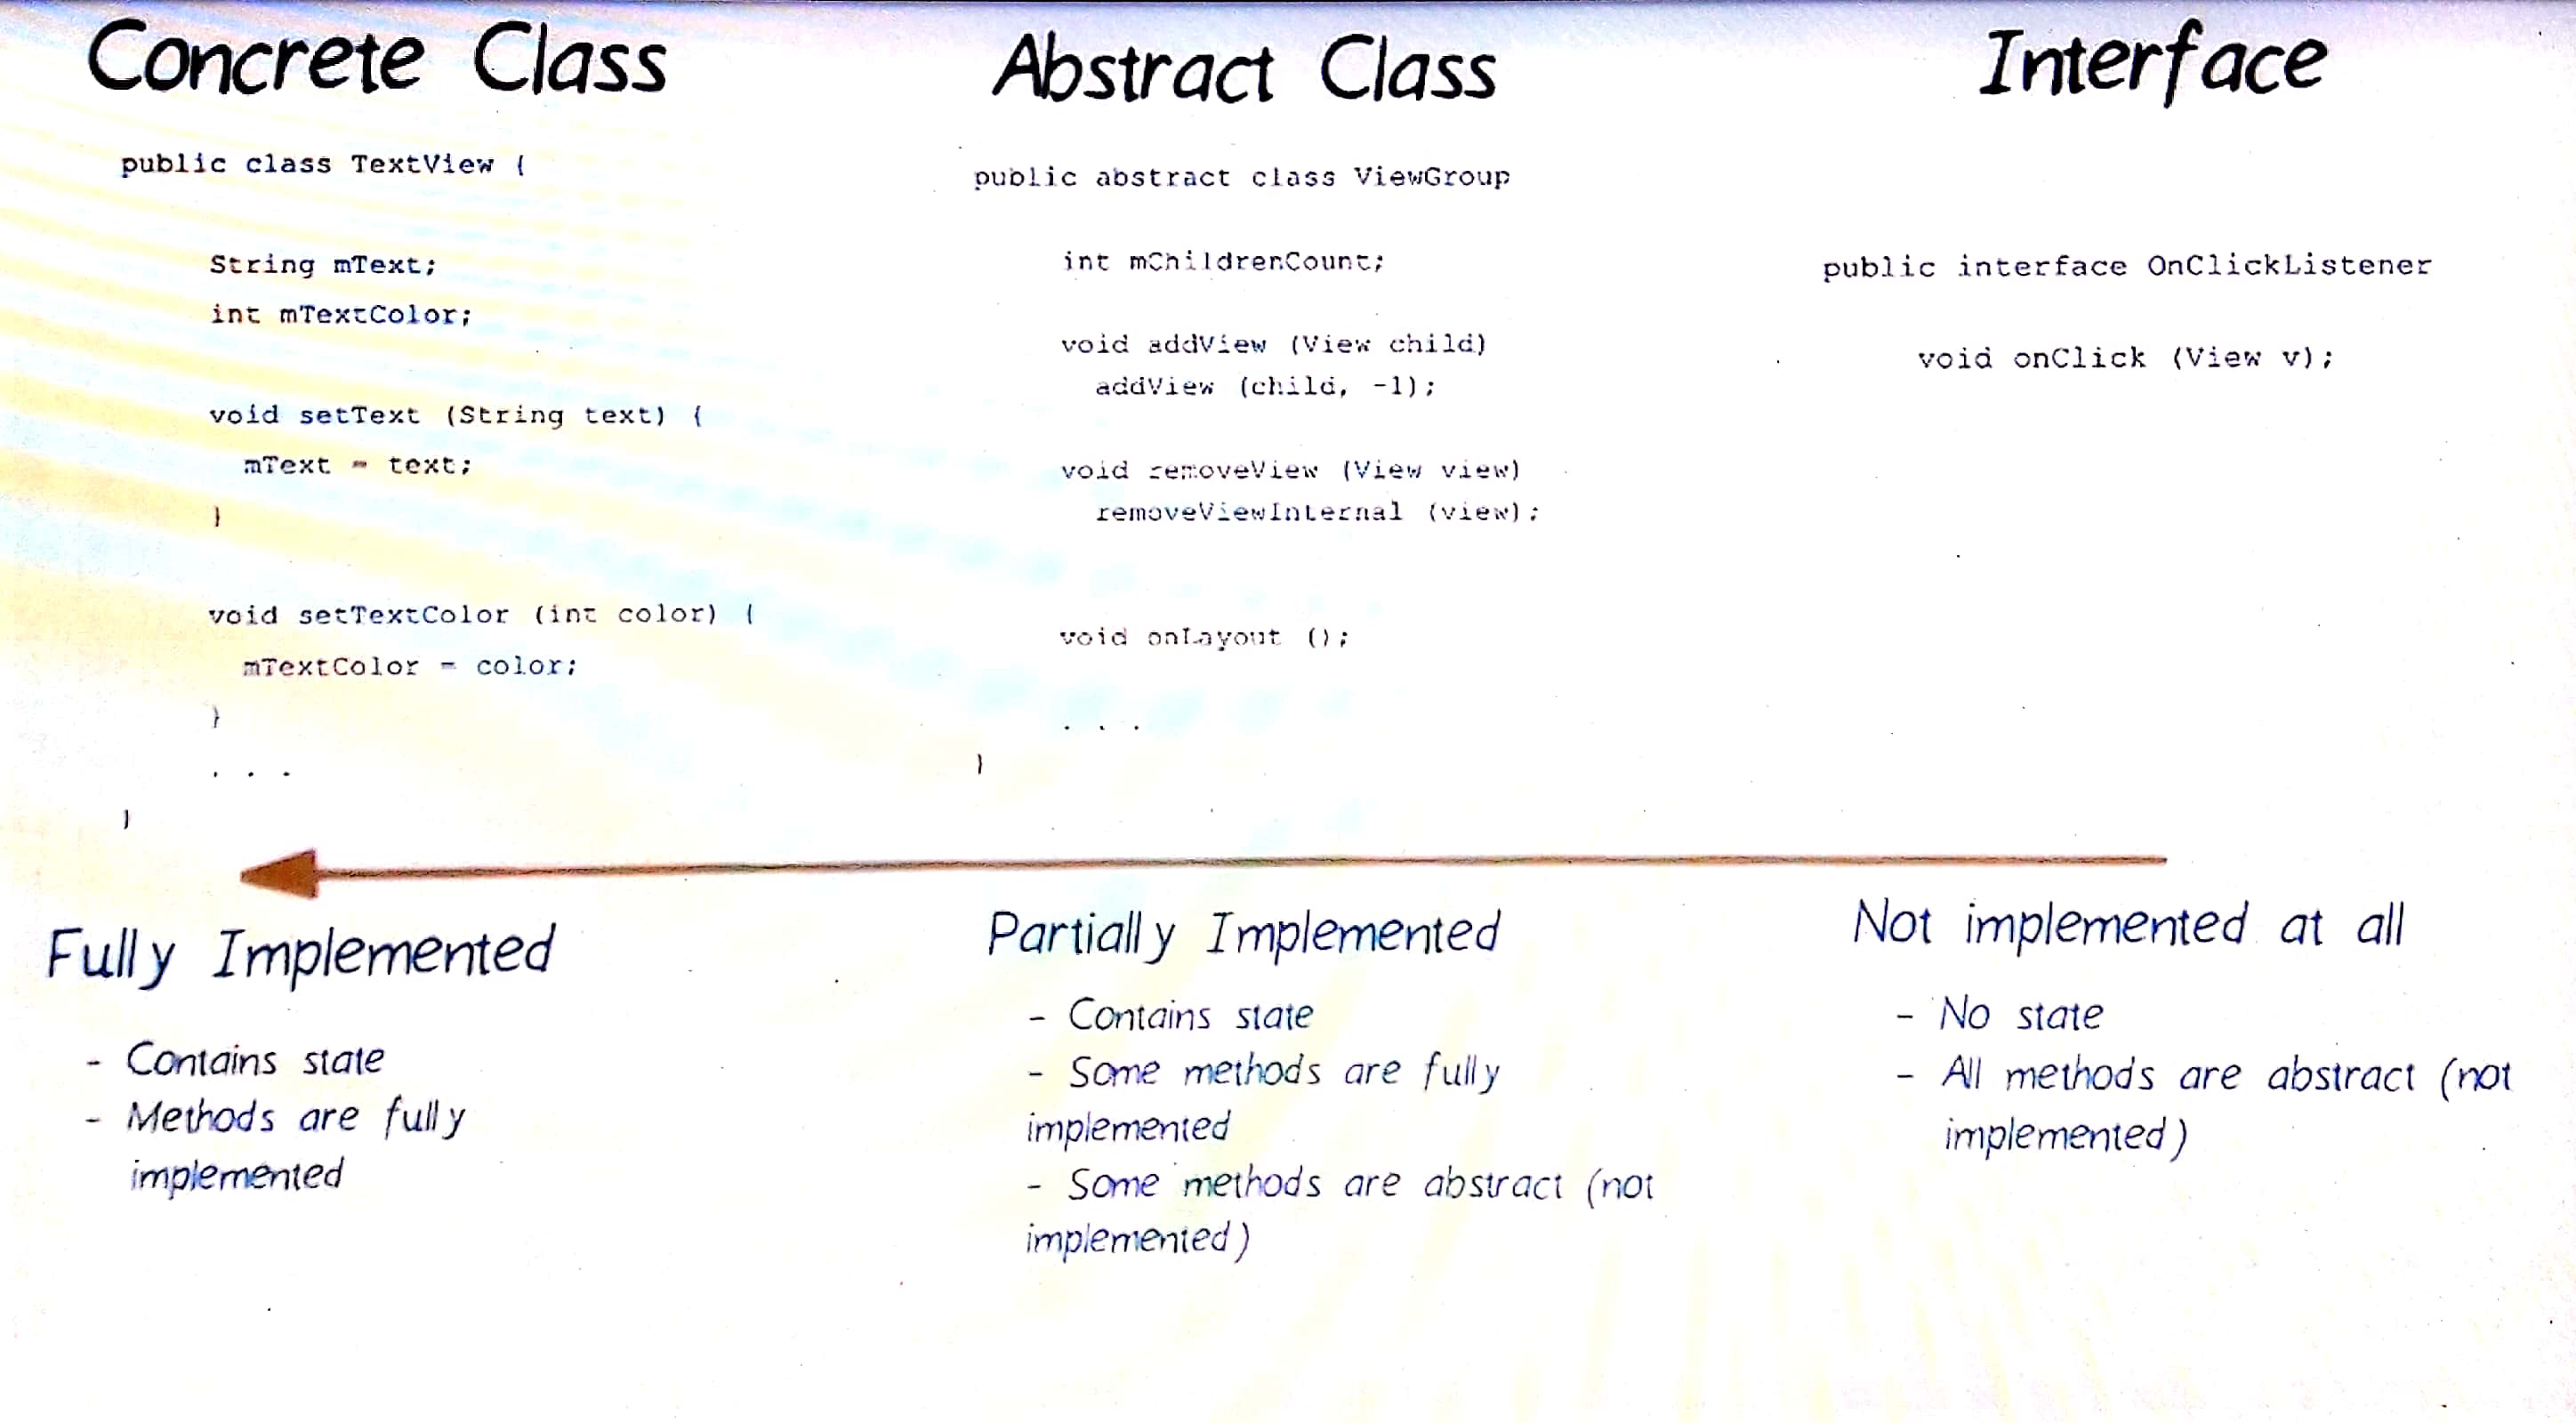 Concrete Class
public class TextView {
String mText;
int mTextColor;
void setText (String text) {
mText = text;
}
void setTextColor (int color) {
mTextColor = color;
}
. . .
}
Fully Implemented
- Contains state
- Methods are fully
implemented
Abstract Class
public abstract class ViewGroup
int mChildrenCount;
void addView (View child)
addView (child, -1);
void removeView (View view)
removeViewInternal (view);
void onLayout ();
. . .
}
Partially Implemented
- Contains state
- Some methods are fully
implemented
- Some methods are abstract (not
implemented)
Interface
public interface OnClickListener
void onClick (View v);
Not implemented at all
- No state
- All methods are abstract (not
implemented)